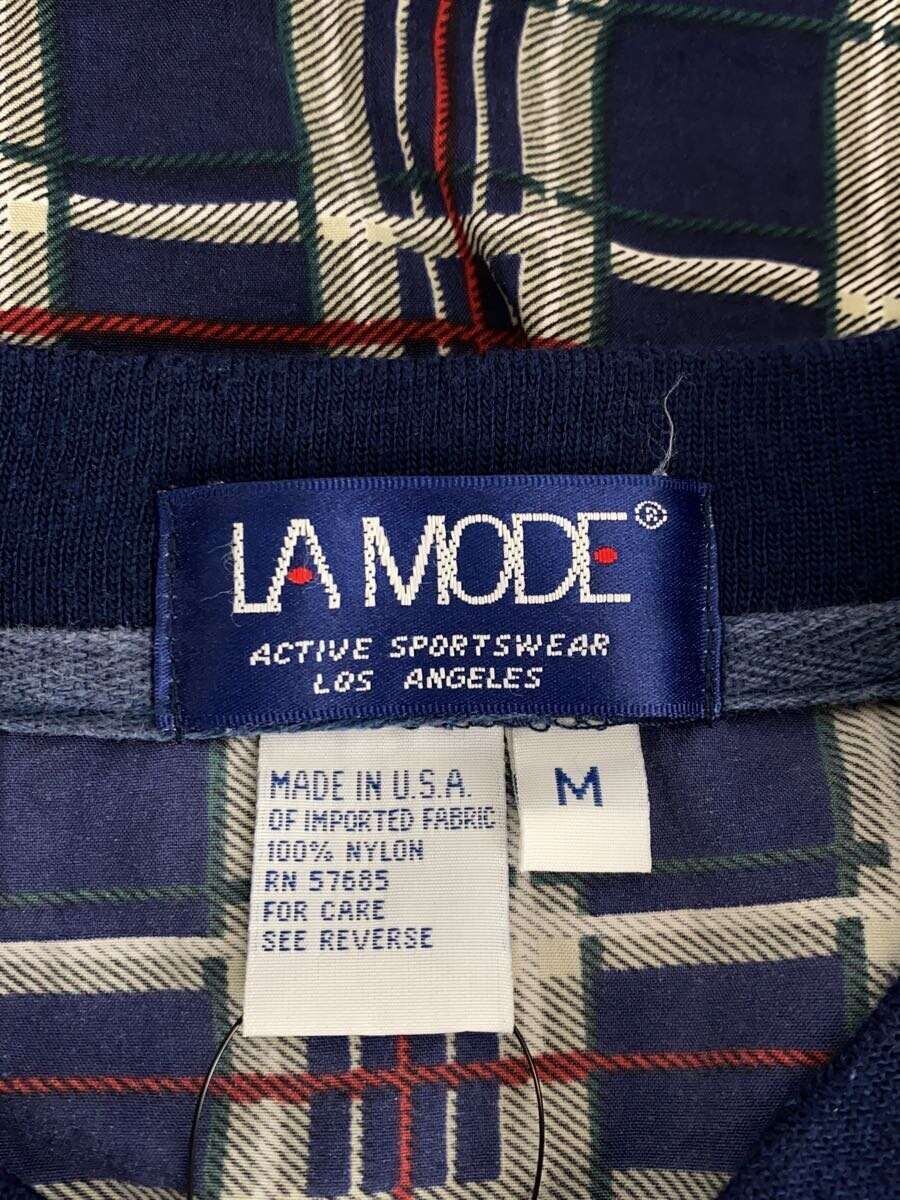 LA MODE®
ACTIVE SPORTSWEAR
LOS ANGELES
MADE IN U.S.A.
OF IMPORTED FABRIC
100% NYLON
RN 57685
FOR CARE
SEE REVERSE
M